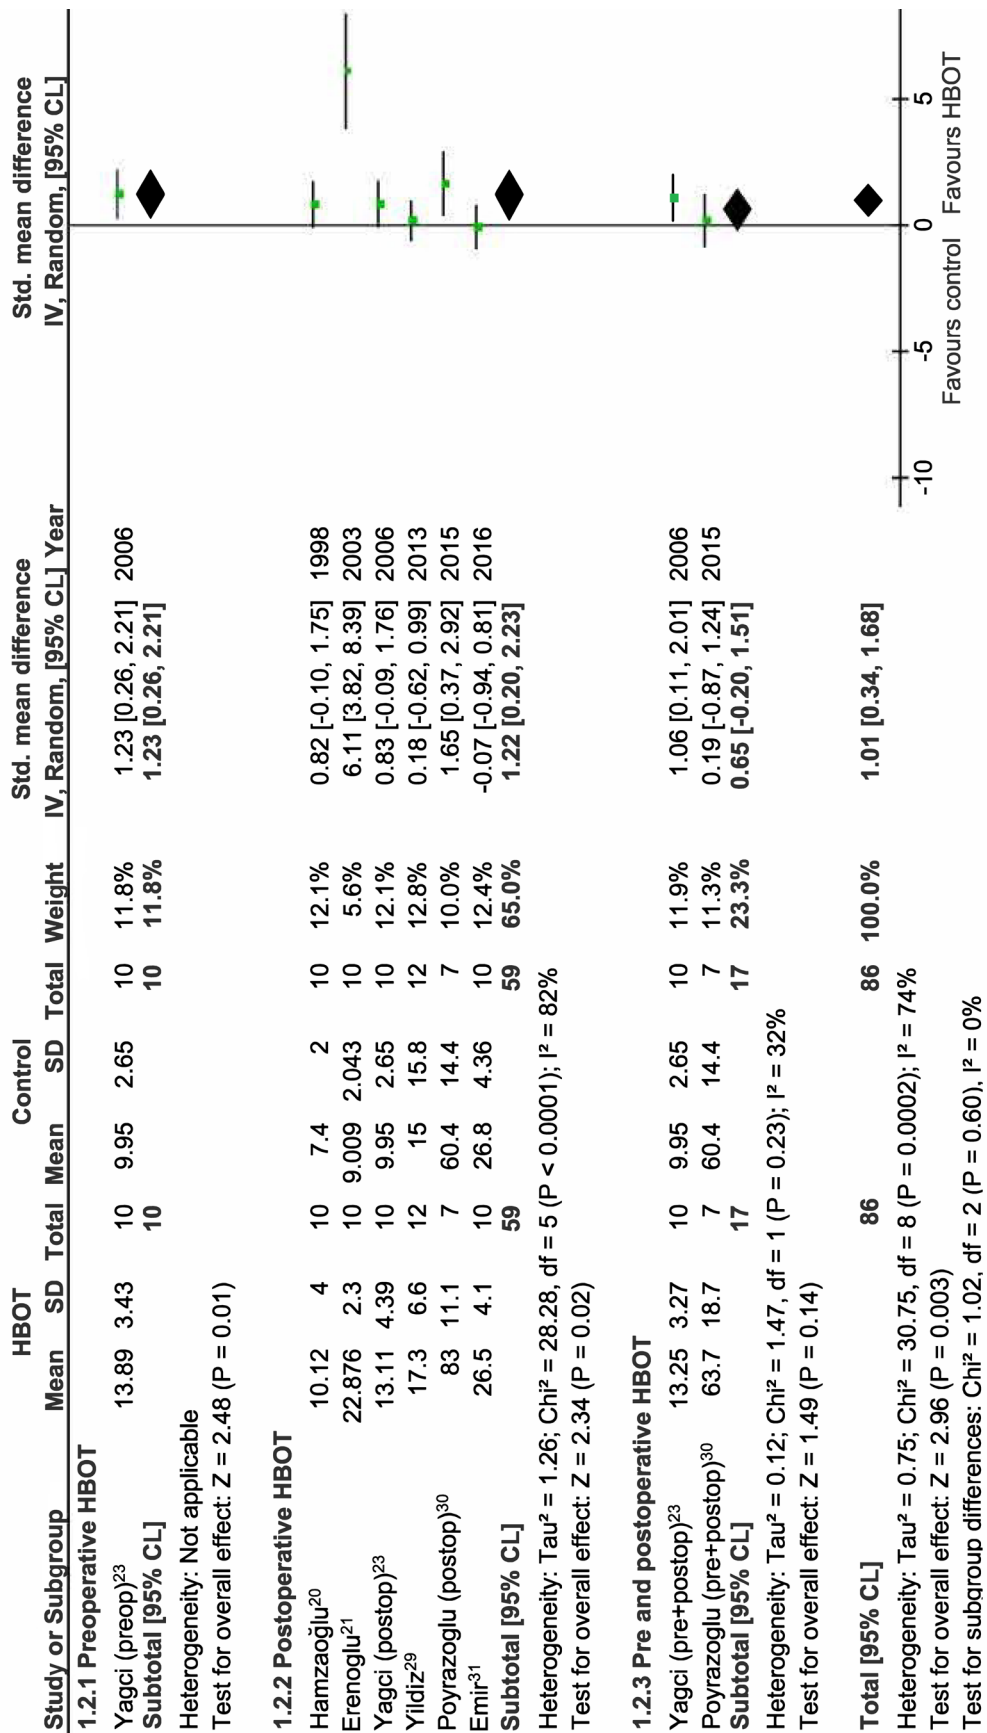 HBOT Control Std. mean difference Std. mean difference
Study or Subgroup Mean SD Total Mean SD Total Weight IV, Random, [95% CL] Year IV, Random, [95% CL]
1.2.1 Preoperative HBOT
Yagci (preop)²³ 13.89 3.43 10 9.95 2.65 10 11.8% 1.23 [0.26, 2.21] 2006
Subtotal [95% CL] 10 10 11.8% 1.23 [0.26, 2.21]
Heterogeneity: Not applicable
Test for overall effect: Z = 2.48 (P = 0.01)
1.2.2 Postoperative HBOT
Hamzaoğlu²⁰ 10.12 4 10 7.4 2 10 12.1% 0.82 [-0.10, 1.75] 1998
Erenoglu²¹ 22.876 2.3 10 9.009 2.043 10 5.6% 6.11 [3.82, 8.39] 2003
Yagci (postop)²³ 13.11 4.39 10 9.95 2.65 10 12.1% 0.83 [-0.09, 1.76] 2006
Yildiz²⁹ 17.3 6.6 12 15 15.8 12 12.8% 0.18 [-0.62, 0.99] 2013
Poyrazoglu (postop)³⁰ 83 11.1 7 60.4 14.4 7 10.0% 1.65 [0.37, 2.92] 2015
Emir³¹ 26.5 4.1 10 26.8 4.36 10 12.4% -0.07 [-0.94, 0.81] 2016
Subtotal [95% CL] 59 59 65.0% 1.22 [0.20, 2.23]
Heterogeneity: Tau² = 1.26; Chi² = 28.28, df = 5 (P < 0.0001); I² = 82%
Test for overall effect: Z = 2.34 (P = 0.02)
1.2.3 Pre and postoperative HBOT
Yagci (pre+postop)²³ 13.25 3.27 10 9.95 2.65 10 11.9% 1.06 [0.11, 2.01] 2006
Poyrazoglu (pre+postop)³⁰ 63.7 18.7 7 60.4 14.4 7 11.3% 0.19 [-0.87, 1.24] 2015
Subtotal [95% CL] 17 17 23.3% 0.65 [-0.20, 1.51]
Heterogeneity: Tau² = 0.12; Chi² = 1.47, df = 1 (P = 0.23); I² = 32%
Test for overall effect: Z = 1.49 (P = 0.14)
Total [95% CL] 86 86 100.0% 1.01 [0.34, 1.68]
Heterogeneity: Tau² = 0.75; Chi² = 30.75, df = 8 (P = 0.0002); I² = 74%
Test for overall effect: Z = 2.96 (P = 0.003)
Test for subgroup differences: Chi² = 1.02, df = 2 (P = 0.60), I² = 0%
-10 -5 0 5
Favours control Favours HBOT